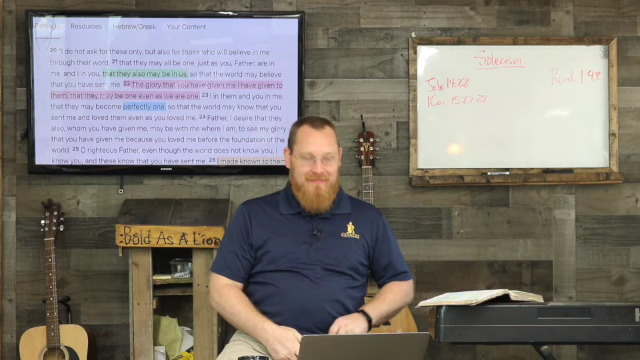 Resources Hebrew/Greek Your Content
20 "I do not ask for these only, but also for those who will believe in me
through their word, 21 that they may all be one, just as you, Father, are
in me, and I in you, that they also may be in us, so that the world may believe
that you have sent me. 22 The glory that you have given me I have given
to them, that they may be one even as we are one, 23 I in them and you in me,
that they may become perfectly one, so that the world may know that you
sent me and loved them even as you loved me. 24 Father, I desire that they
also, whom you have given me, may be with me where I am, to see my glory
that you have given me because you loved me before the foundation of the
world. 25 O righteous Father, even though the world does not know you, I
know you, and these know that you have sent me. 26 I made known to them
John 14:28
1 Cor. 15:27-28
1:48
Bold As A Lion